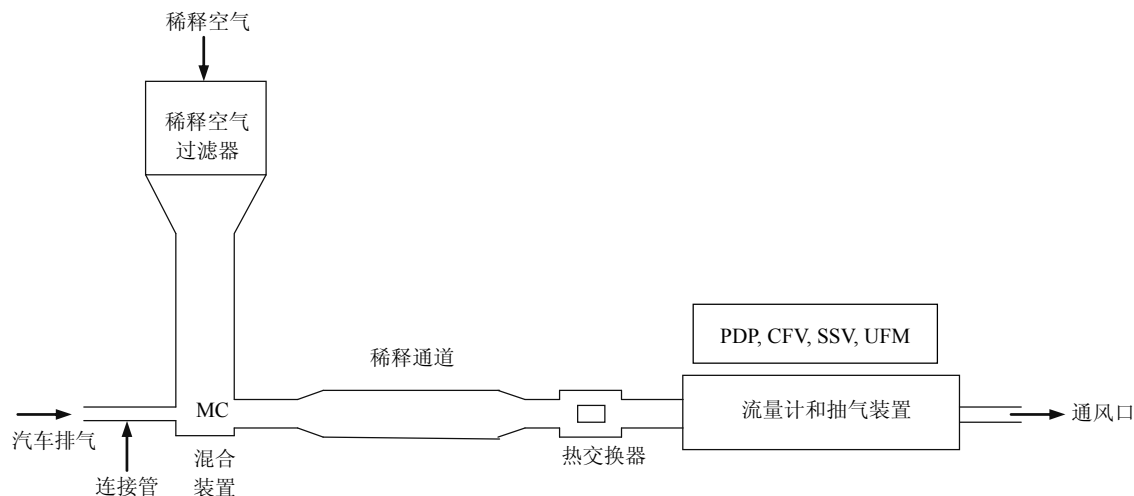 稀释空气
稀释空气
过滤器
PDP, CFV, SSV, UFM
稀释通道
MC
流量计和抽气装置
通风口
汽车排气
热交换器
混合
装置
连接管